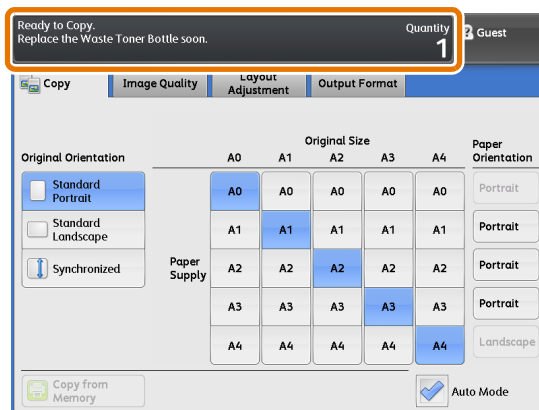 Ready to Copy.
Replace the Waste Toner Bottle soon.
Quantity
1
Guest
Copy
Image Quality
Layout
Adjustment
Output Format
Original Size
Paper
Orientation
Original Orientation
A0 A1 A2 A3 A4
Standard
Portrait
A0 A0 A0 A0 A0
Portrait
Standard
Landscape
A1 A1 A1 A1 A1
Portrait
Synchronized
Paper
Supply
A2 A2 A2 A2 A2
Portrait
A3 A3 A3 A3 A3
Portrait
A4 A4 A4 A4 A4
Landscape
Copy from
Memory
Auto Mode